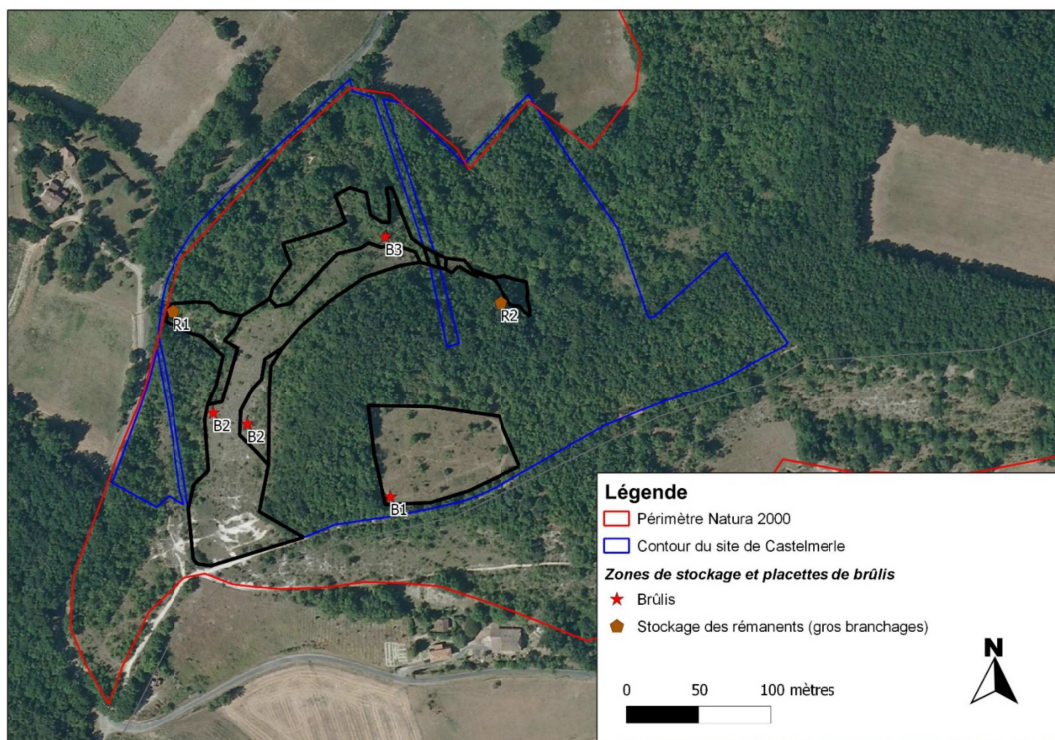 B3
R1
R2
B2
B2
B1
Légende
Périmètre Natura 2000
Contour du site de Castelmerle
Zones de stockage et placettes de brûlis
Brûlis
Stockage des rémanents (gros branchages)
N
0 50 100 mètres